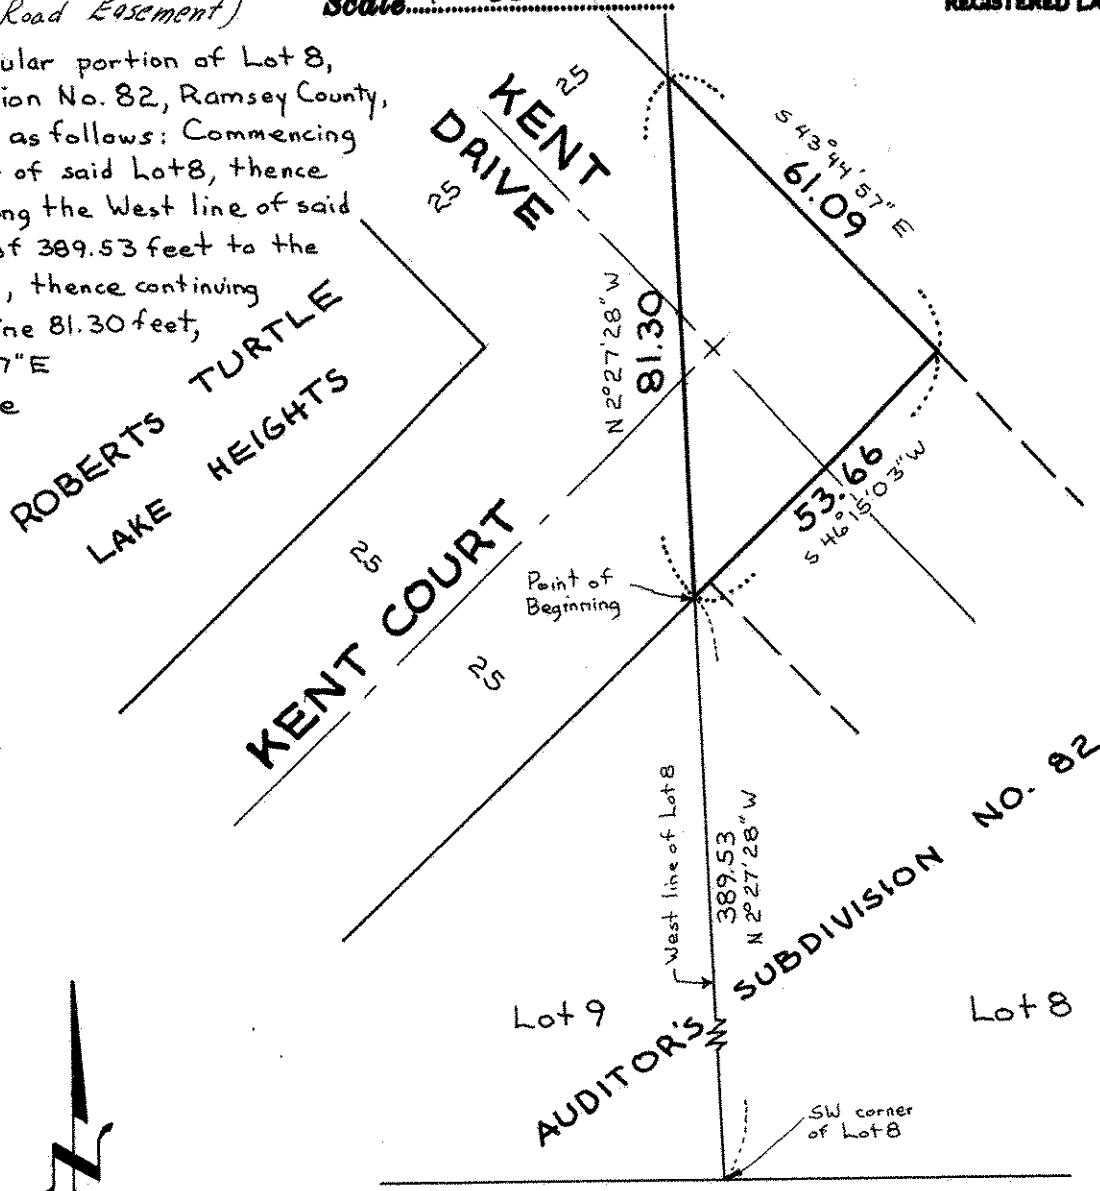 Road Easement)
Scale
ular portion of Lot 8,
ion No. 82, Ramsey County,
as follows: Commencing
of said Lot 8, thence
ng the West line of said
of 389.53 feet to the
, thence continuing
ine 81.30 feet,
7"E
e
KENT
DRIVE
25
25
S 43°44'57" E
61.09
N 2°27'28" W
81.30
ROBERTS TURTLE
LAKE HEIGHTS
53.66
S 46°15'03" W
KENT COURT
25
25
Point of
Beginning
West line of Lot 8
389.53
N 2°27'28" W
AUDITOR'S SUBDIVISION NO. 82
Lot 9
Lot 8
SW corner
of Lot 8
N